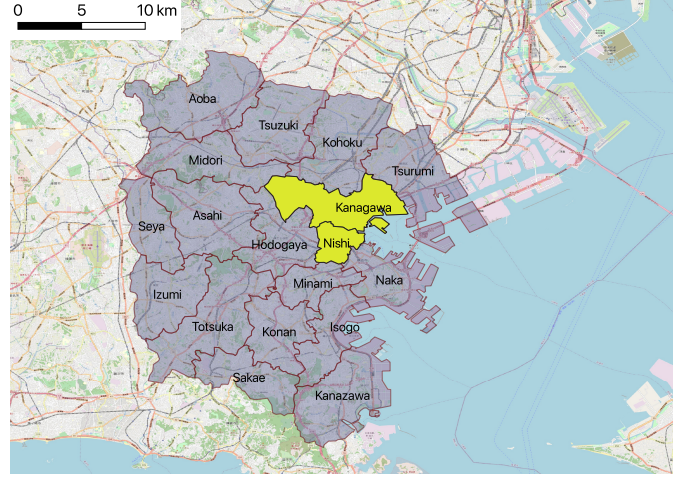 0 5 10 km
Aoba
Tsuzuki
Kohoku
Midori
Tsurumi
Kanagawa
Seya
Asahi
Hodogaya
Nishi
Minami
Naka
Izumi
Totsuka
Konan
Isogo
Sakae
Kanazawa